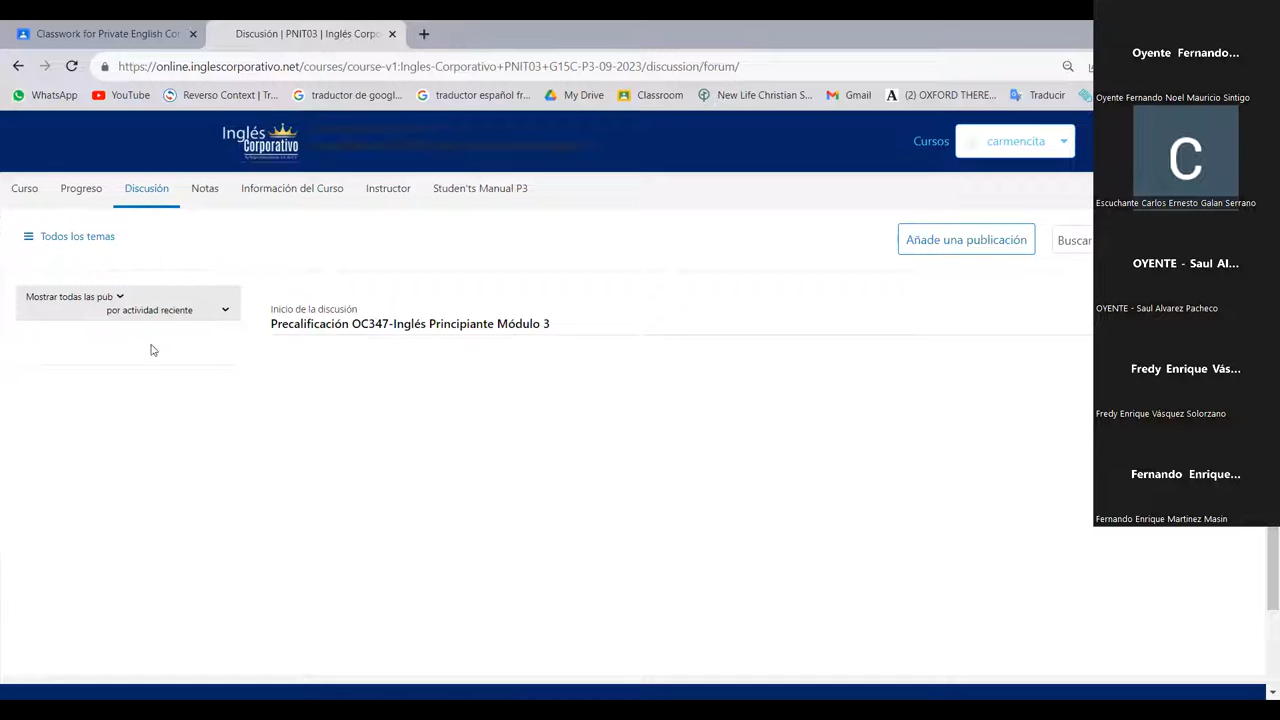 Classwork for Private English Cor
Discusión | PNIT03 | Inglés Corpo
https://online.inglescorporativo.net/courses/course-v1:Ingles-Corporativo+PNIT03+G15C-P3-09-2023/discussion/forum/
WhatsApp
YouTube
Reverso Context | Tr...
traductor de googl...
traductor español fr...
My Drive
Classroom
New Life Christian S...
Gmail
(2) OXFORD THERE...
Traducir
Inglés
Corporativo
Cursos
carmencita
Curso
Progreso
Discusión
Notas
Información del Curso
Instructor
Studen'ts Manual P3
Todos los temas
Añade una publicación
Buscar
Mostrar todas las pub
por actividad reciente
Inicio de la discusión
Precalificación OC347-Inglés Principiante Módulo 3
Oyente Fernando...
Oyente Fernando Noel Mauricio Sintigo
C
Escuchante Carlos Ernesto Galan Serrano
OYENTE - Saul Al...
OYENTE - Saul Alvarez Pacheco
Fredy Enrique Vás...
Fredy Enrique Vásquez Solorzano
Fernando Enrique...
Fernando Enrique Martinez Masin